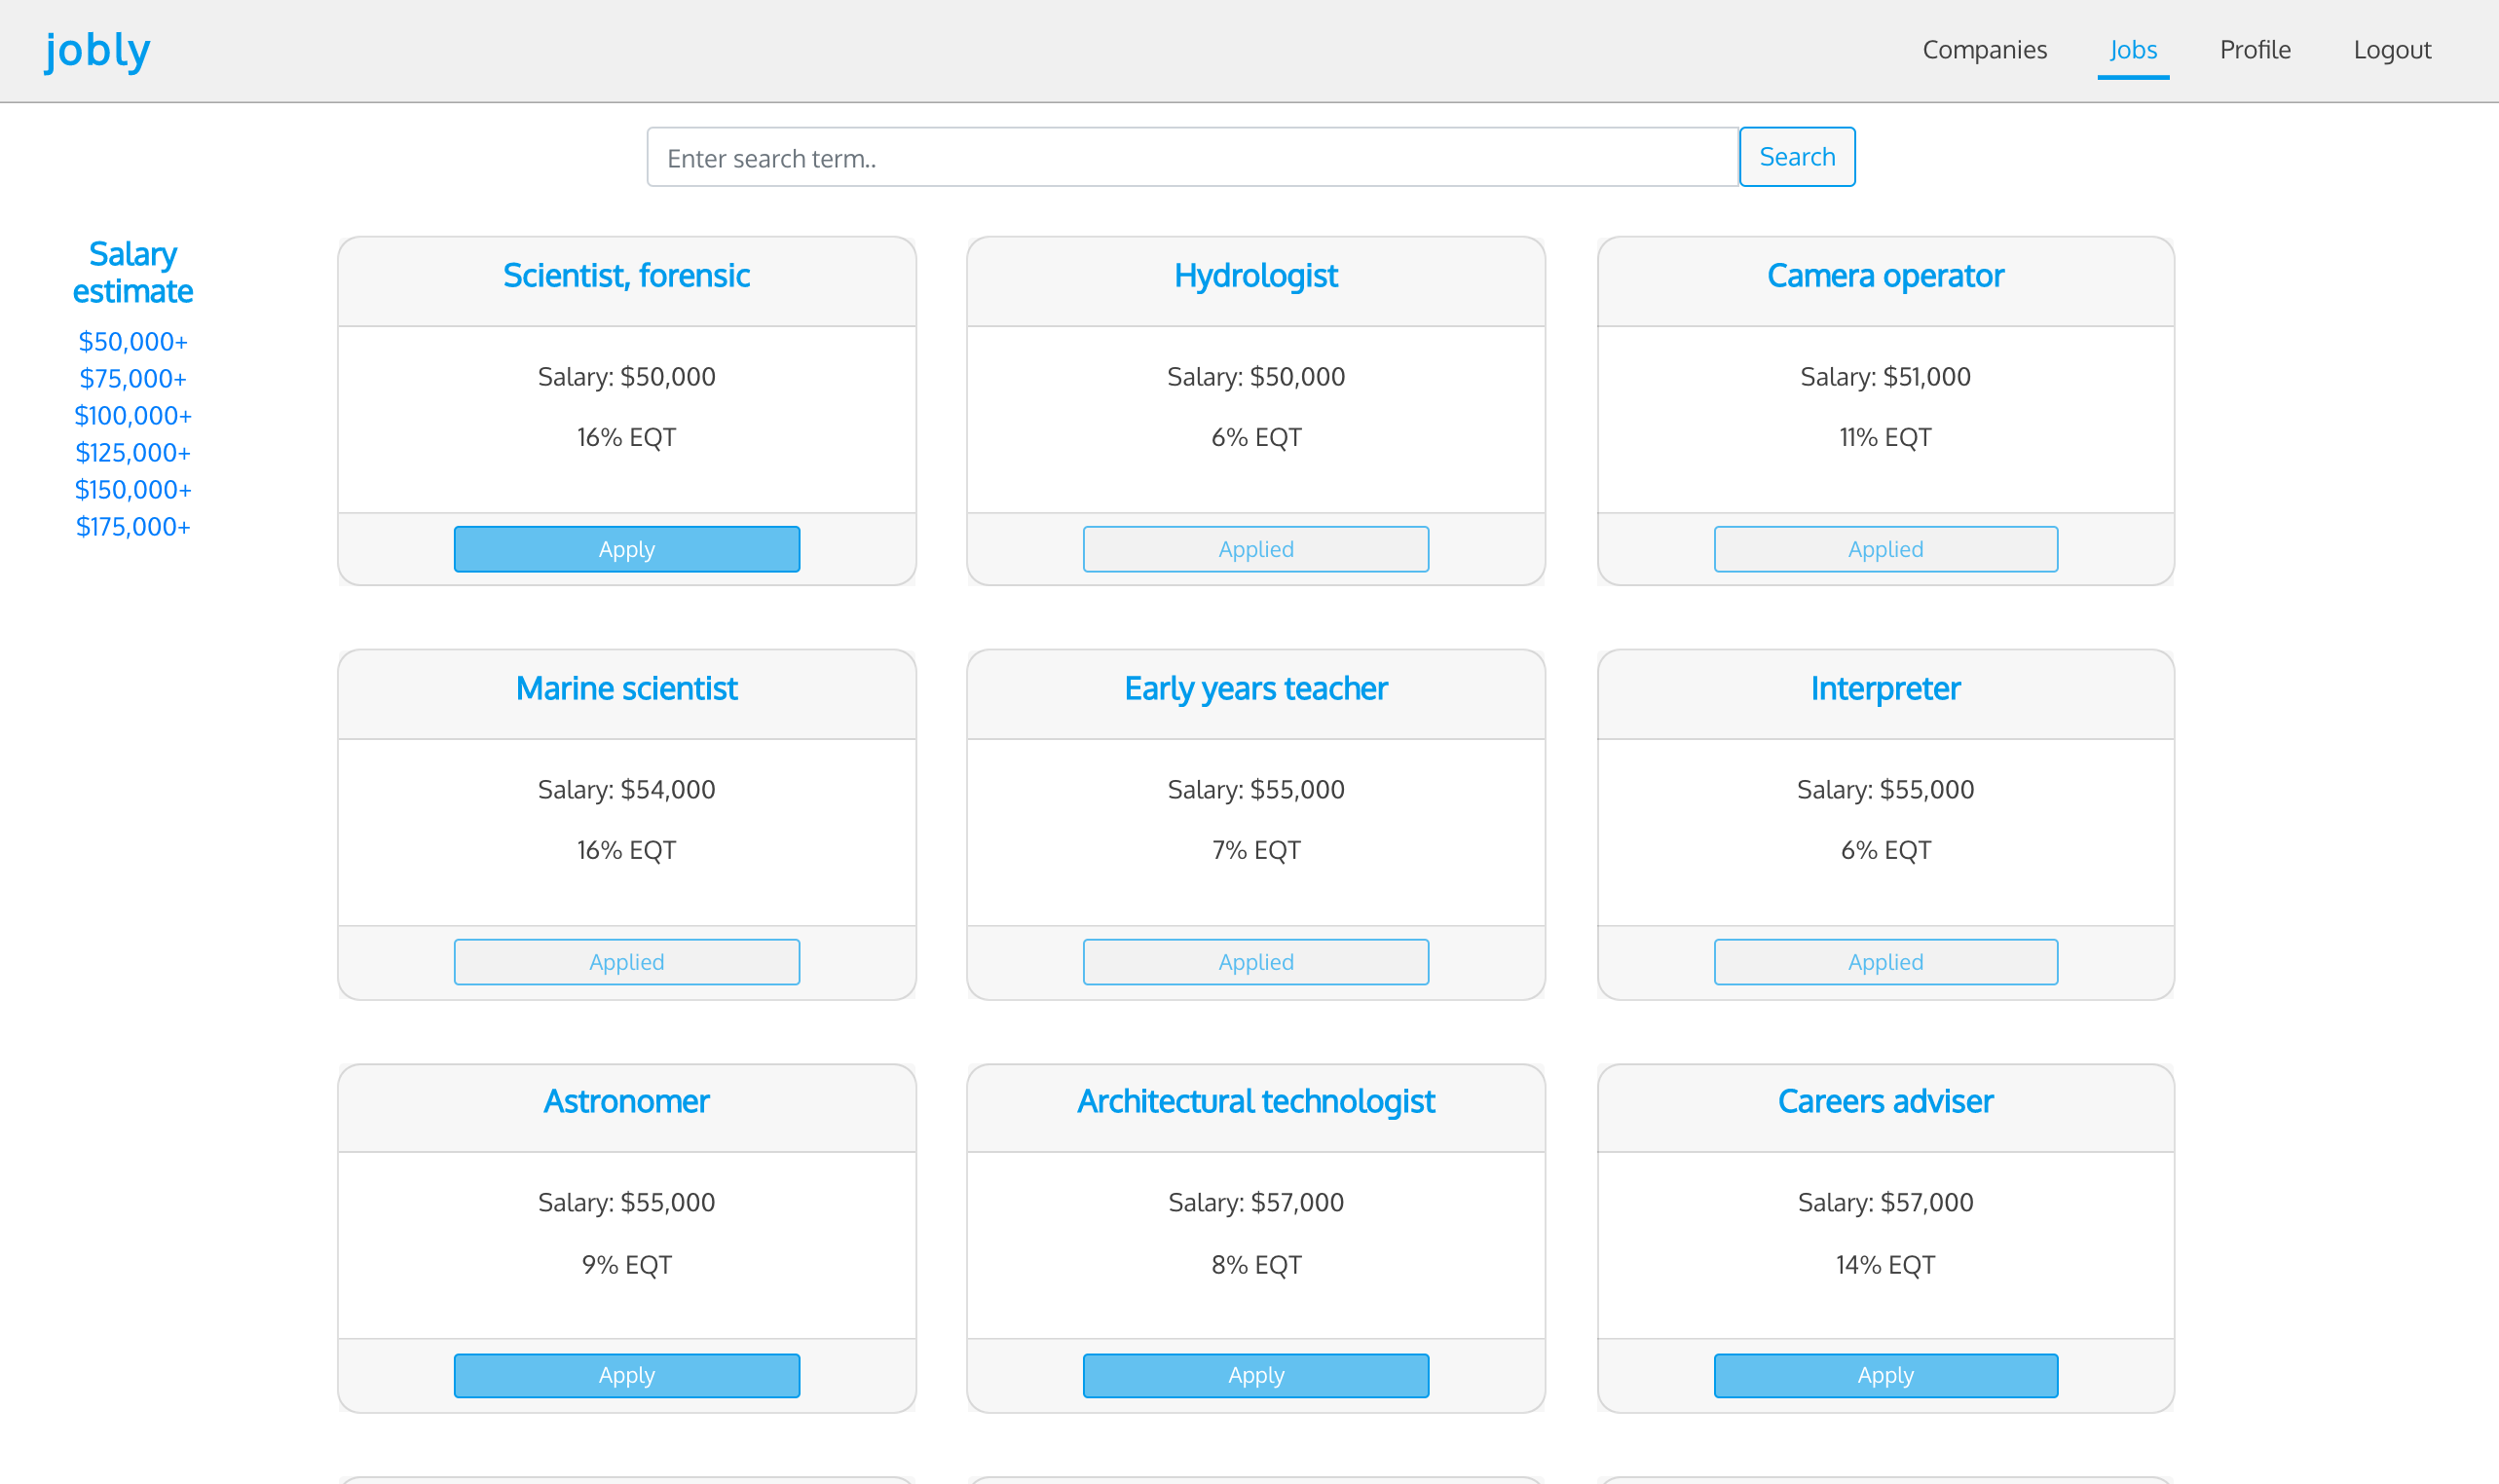 jobly
Companies
Jobs
Profile
Logout
Enter search term..
Search
Salary
estimate
$50,000+
$75,000+
$100,000+
$125,000+
$150,000+
$175,000+
Scientist, forensic
Salary: $50,000
16% EQT
Apply
Hydrologist
Salary: $50,000
6% EQT
Applied
Camera operator
Salary: $51,000
11% EQT
Applied
Marine scientist
Salary: $54,000
16% EQT
Applied
Early years teacher
Salary: $55,000
7% EQT
Applied
Interpreter
Salary: $55,000
6% EQT
Applied
Astronomer
Salary: $55,000
9% EQT
Apply
Architectural technologist
Salary: $57,000
8% EQT
Apply
Careers adviser
Salary: $57,000
14% EQT
Apply